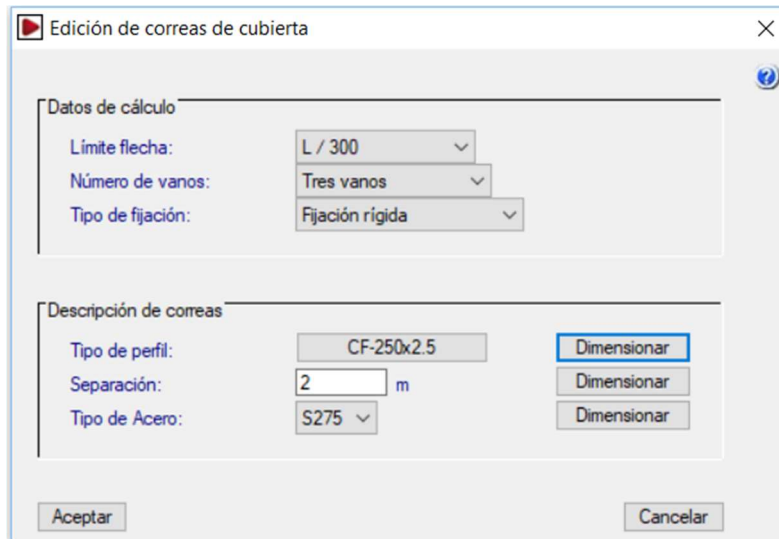 Edición de correas de cubierta
Datos de cálculo
Límite flecha: L / 300
Número de vanos: Tres vanos
Tipo de fijación: Fijación rígida
Descripción de correas
Tipo de perfil: CF-250x2.5 Dimensionar
Separación: 2 m Dimensionar
Tipo de Acero: S275 Dimensionar
Aceptar Cancelar